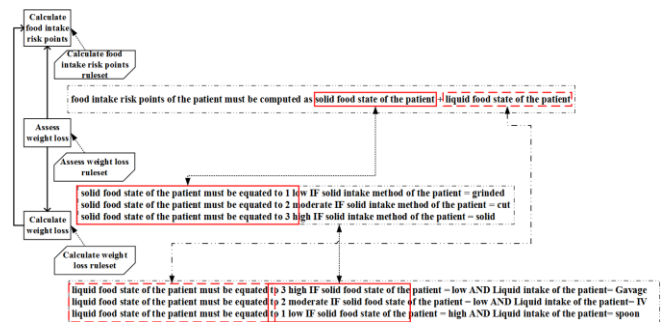 Calculate
food intake
risk points
Calculate food
intake risk points
ruleset
food intake risk points of the patient must be computed as solid food state of the patient + liquid food state of the patient
Assess
weight loss
Assess weight loss
ruleset
solid food state of the patient must be equated to 1 low IF solid intake method of the patient = grinded
solid food state of the patient must be equated to 2 moderate IF solid intake method of the patient = cut
solid food state of the patient must be equated to 3 high IF solid intake method of the patient = solid
Calculate
weight loss
Calculate weight
loss ruleset
liquid food state of the patient must be equated to 3 high IF solid food state of the patient = low AND Liquid intake of the patient= Gavage
liquid food state of the patient must be equated to 2 moderate IF solid food state of the patient = low AND Liquid intake of the patient= IV
liquid food state of the patient must be equated to 1 low IF solid food state of the patient = high AND Liquid intake of the patient= spoon